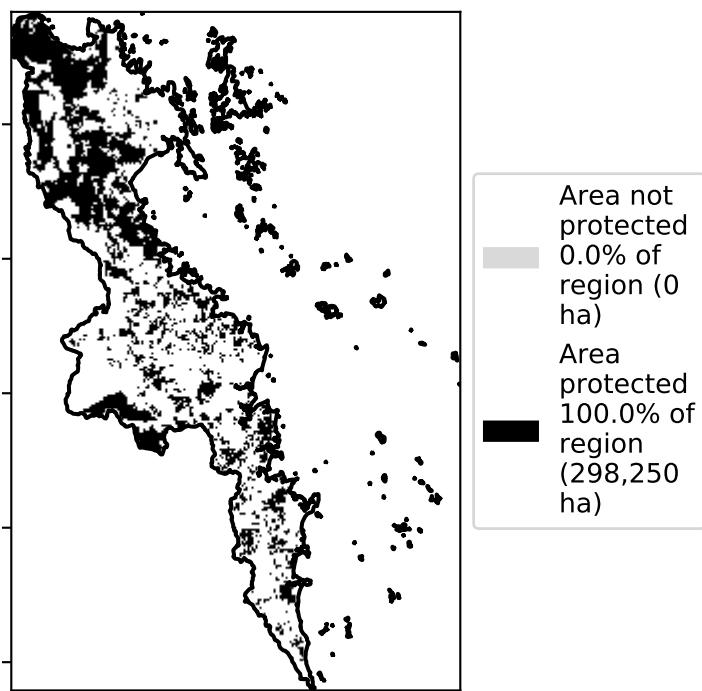 Area not
protected
0.0% of
region (0
ha)
Area
protected
100.0% of
region
(298,250
ha)